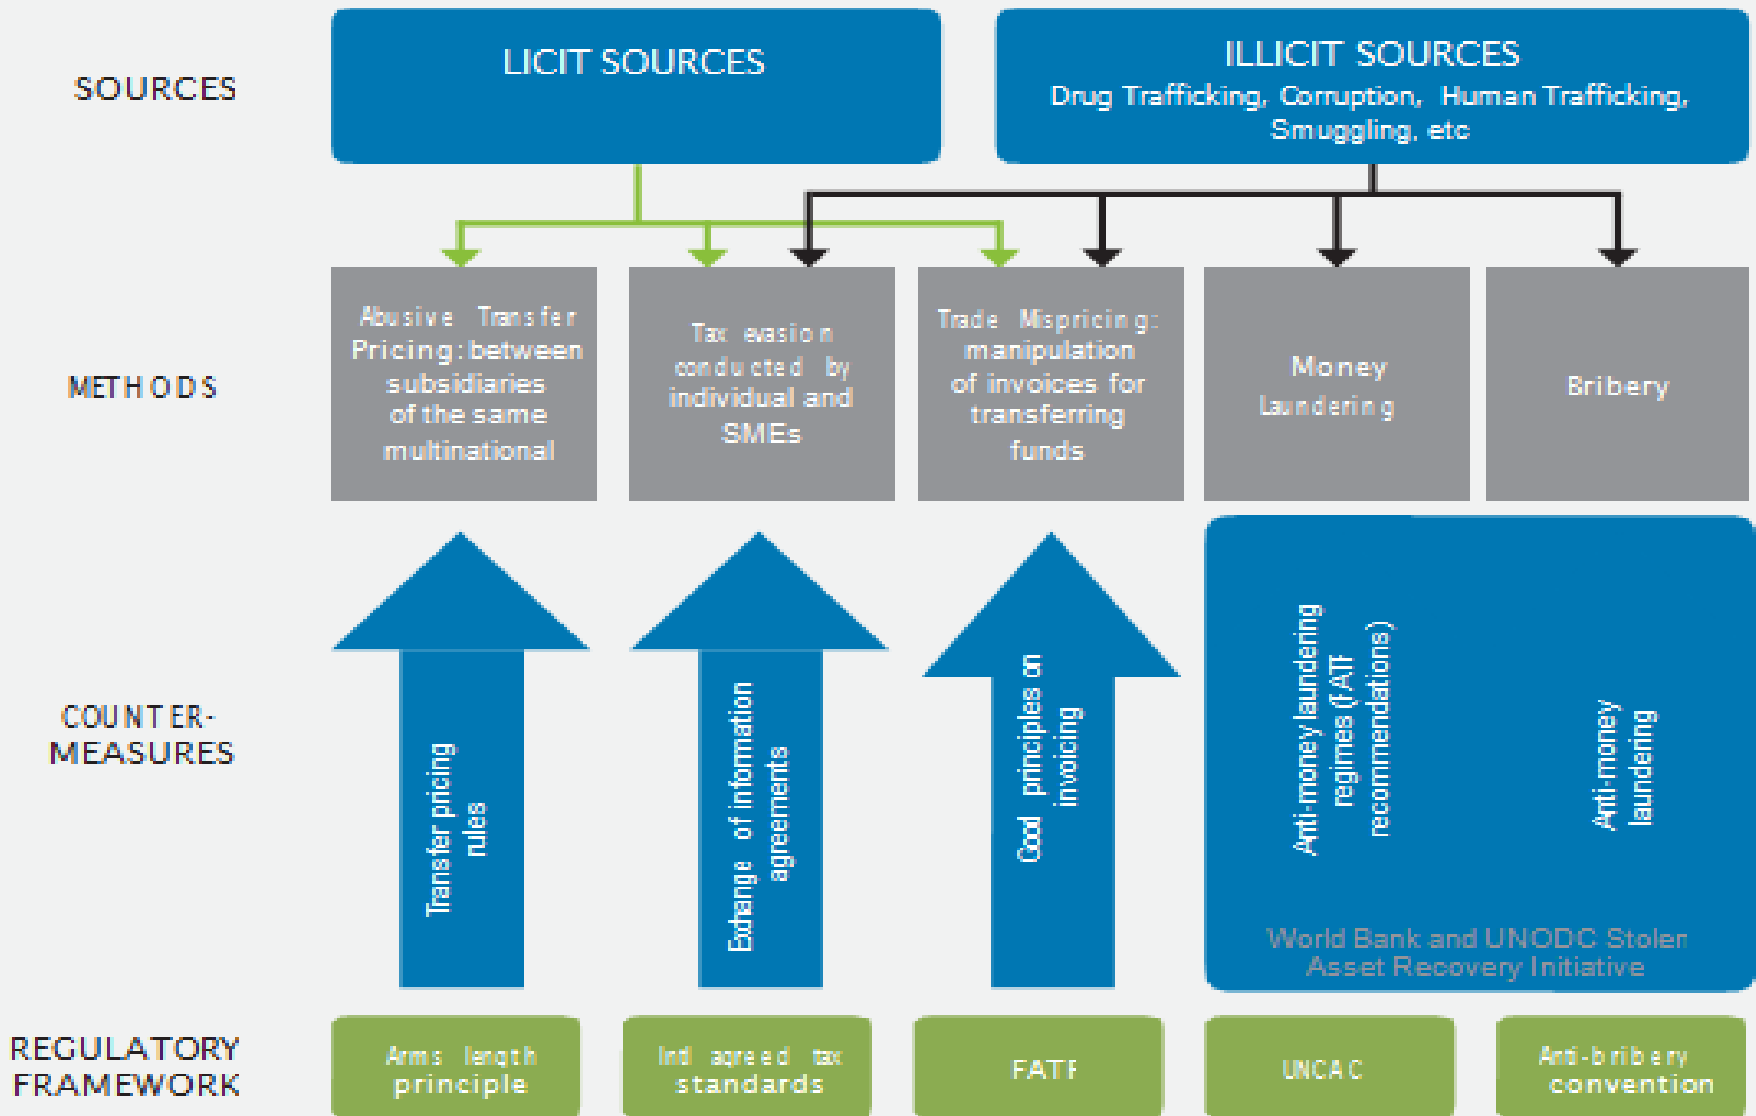 SOURCES
LICIT SOURCES
ILLICIT SOURCES
Drug Trafficking, Corruption, Human Trafficking,
Smuggling, etc
METHODS
Abusive Transfer
Pricing: between
subsidiaries
of the same
multinational
Tax evasion
conducted by
individual and
SMEs
Trade Mispricing:
manipulation
of invoices for
transferring
funds
Money
Laundering
Bribery
COUNTER-
MEASURES
Transfer pricing
rules
Exchange of information
agreements
Good principles on
invoicing
Anti-money laundering
regimes (FATF
recommendations)
Anti-money
laundering
World Bank and UNODC Stolen
Asset Recovery Initiative
REGULATORY
FRAMEWORK
Arms length
principle
Intl agreed tax
standards
FATF
UNCAC
Anti-bribery
convention